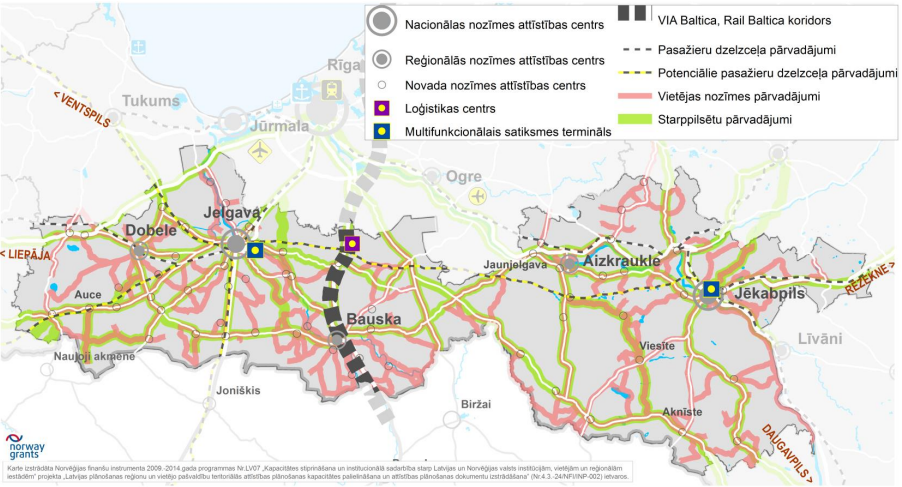 Nacionālas nozīmes attīstības centrs
Reģionālās nozīmes attīstības centrs
Novada nozīmes attīstības centrs
Loģistikas centrs
Multifunkcionālais satiksmes termināls
VIA Baltica, Rail Baltica koridors
Pasažieru dzelzceļa pārvadājumi
Potenciālie pasažieru dzelzceļa pārvadājumi
Vietējas nozīmes pārvadājumi
Starppilsētu pārvadājumi
Rīga
< VENTSPILS
Tukums
Jūrmala
Ogre
Jelgava
Dobele
< LIEPĀJA
Jaunjelgava
Aizkraukle
RĒZEKNE >
Auce
Jēkabpils
Bauska
Līvāni
Viesīte
Naujoji akmenė
Joniškis
Biržai
Aknīste
DAUGAVPILS >
norway
grants
Karte izstrādāta Norvēģijas finanšu instrumenta 2009.-2014.gada programmas Nr.LV07 „Kapacitātes stiprināšana un institucionālā sadarbība starp Latvijas un Norvēģijas valsts institūcijām, vietējām un reģionālām
iestādēm" projekta „Latvijas plānošanas reģionu un vietējo pašvaldību teritoriālās attīstības plānošanas kapacitātes palielināšana un attīstības plānošanas dokumentu izstrādāšana" (Nr.4.3.-24/NFI/INP-002) ietvaros.